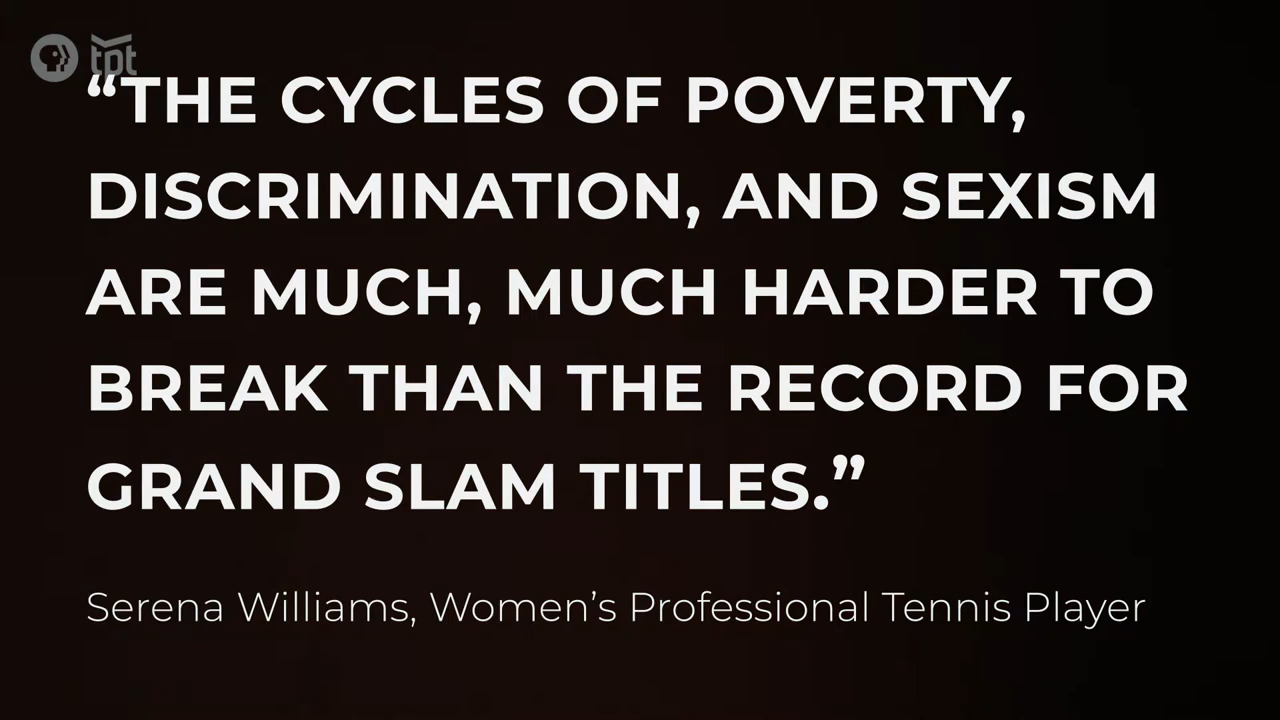 tpt
“THE CYCLES OF POVERTY,
DISCRIMINATION, AND SEXISM
ARE MUCH, MUCH HARDER TO
BREAK THAN THE RECORD FOR
GRAND SLAM TITLES.”
Serena Williams, Women’s Professional Tennis Player